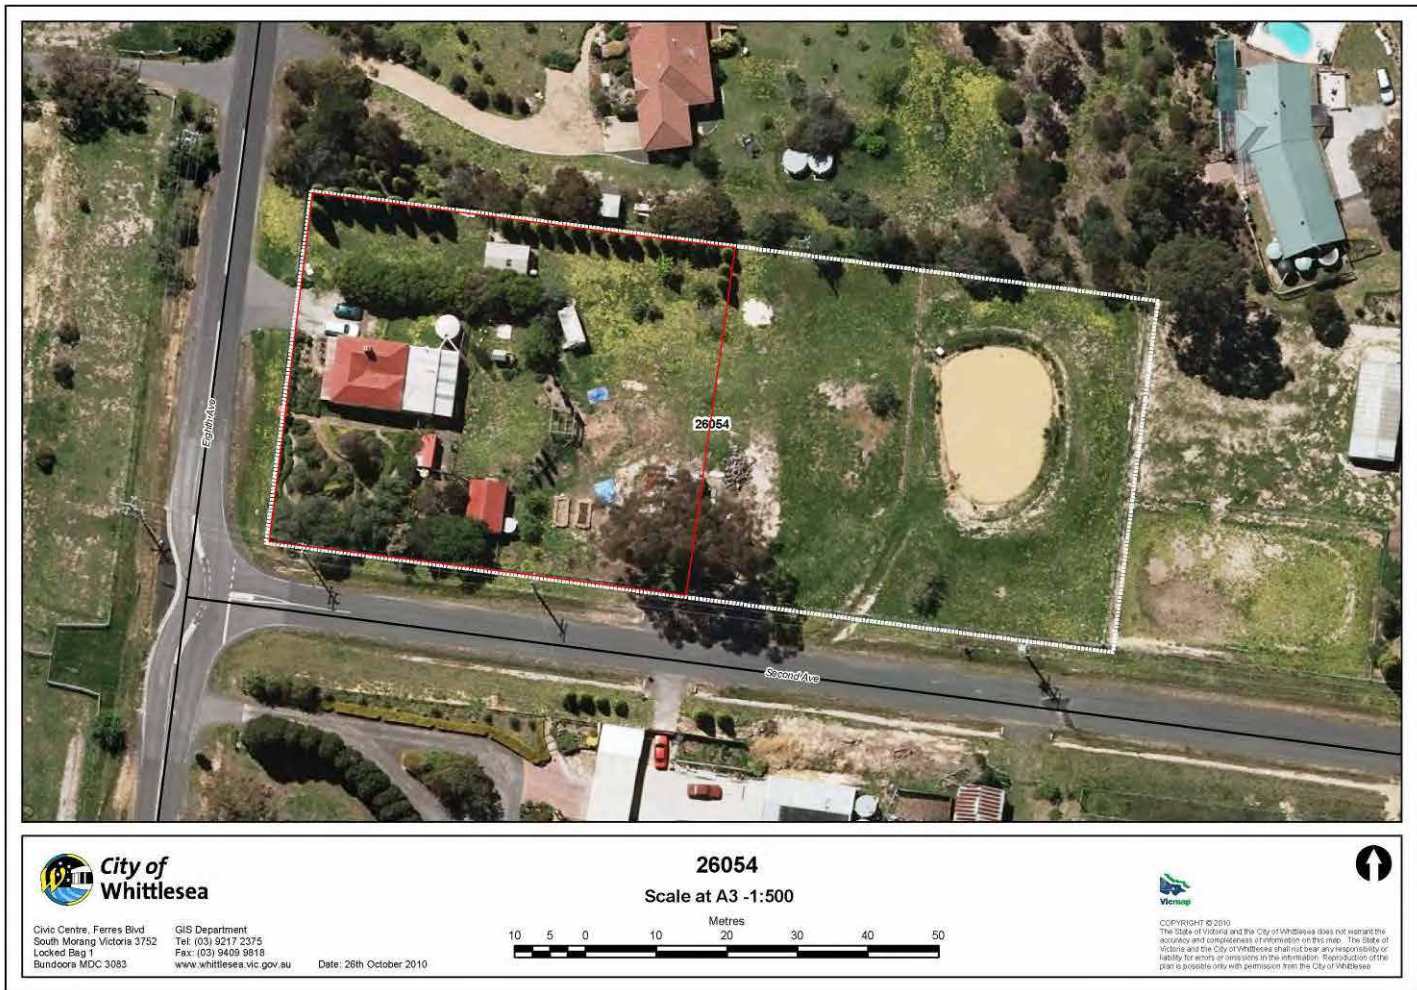 Eighth Ave
26054
Second Ave
City of
Whittlesea
Civic Centre, Ferres Blvd
South Morang Victoria 3752
Locked Bag 1
Bundoora MDC 3083
GIS Department
Tel: (03) 9217 2375
Fax: (03) 9409 9818
www.whittlesea.vic.gov.au
Date: 26th October 2010
26054
Scale at A3 -1:500
Metres
10 5 0 10 20 30 40 50
Vicmap
COPYRIGHT © 2010
The State of Victoria and the City of Whittlesea does not warrant the
accuracy and completeness of information on this map. The State of
Victoria and the City of Whittlesea shall not bear any responsibility or
liability for errors or omissions in the information. Reproduction of the
plan is possible only with permission from the City of Whittlesea